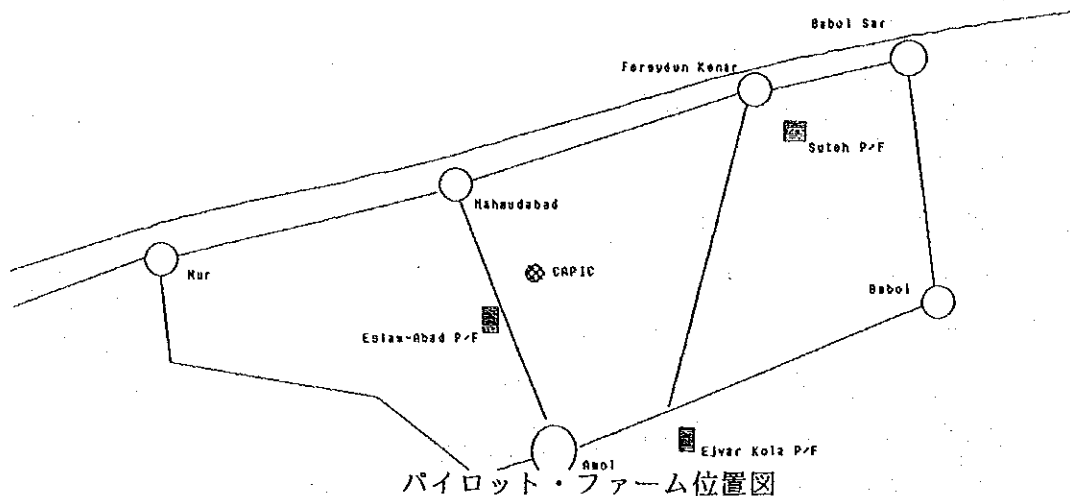 Babol Sar
Fereydun Kenar
Suteh P/F
Mahmudabad
Nur
CAPIC
Babol
Eslam-Abad P/F
Ejvar Kola P/F
Amol
パイロット・ファーム位置図